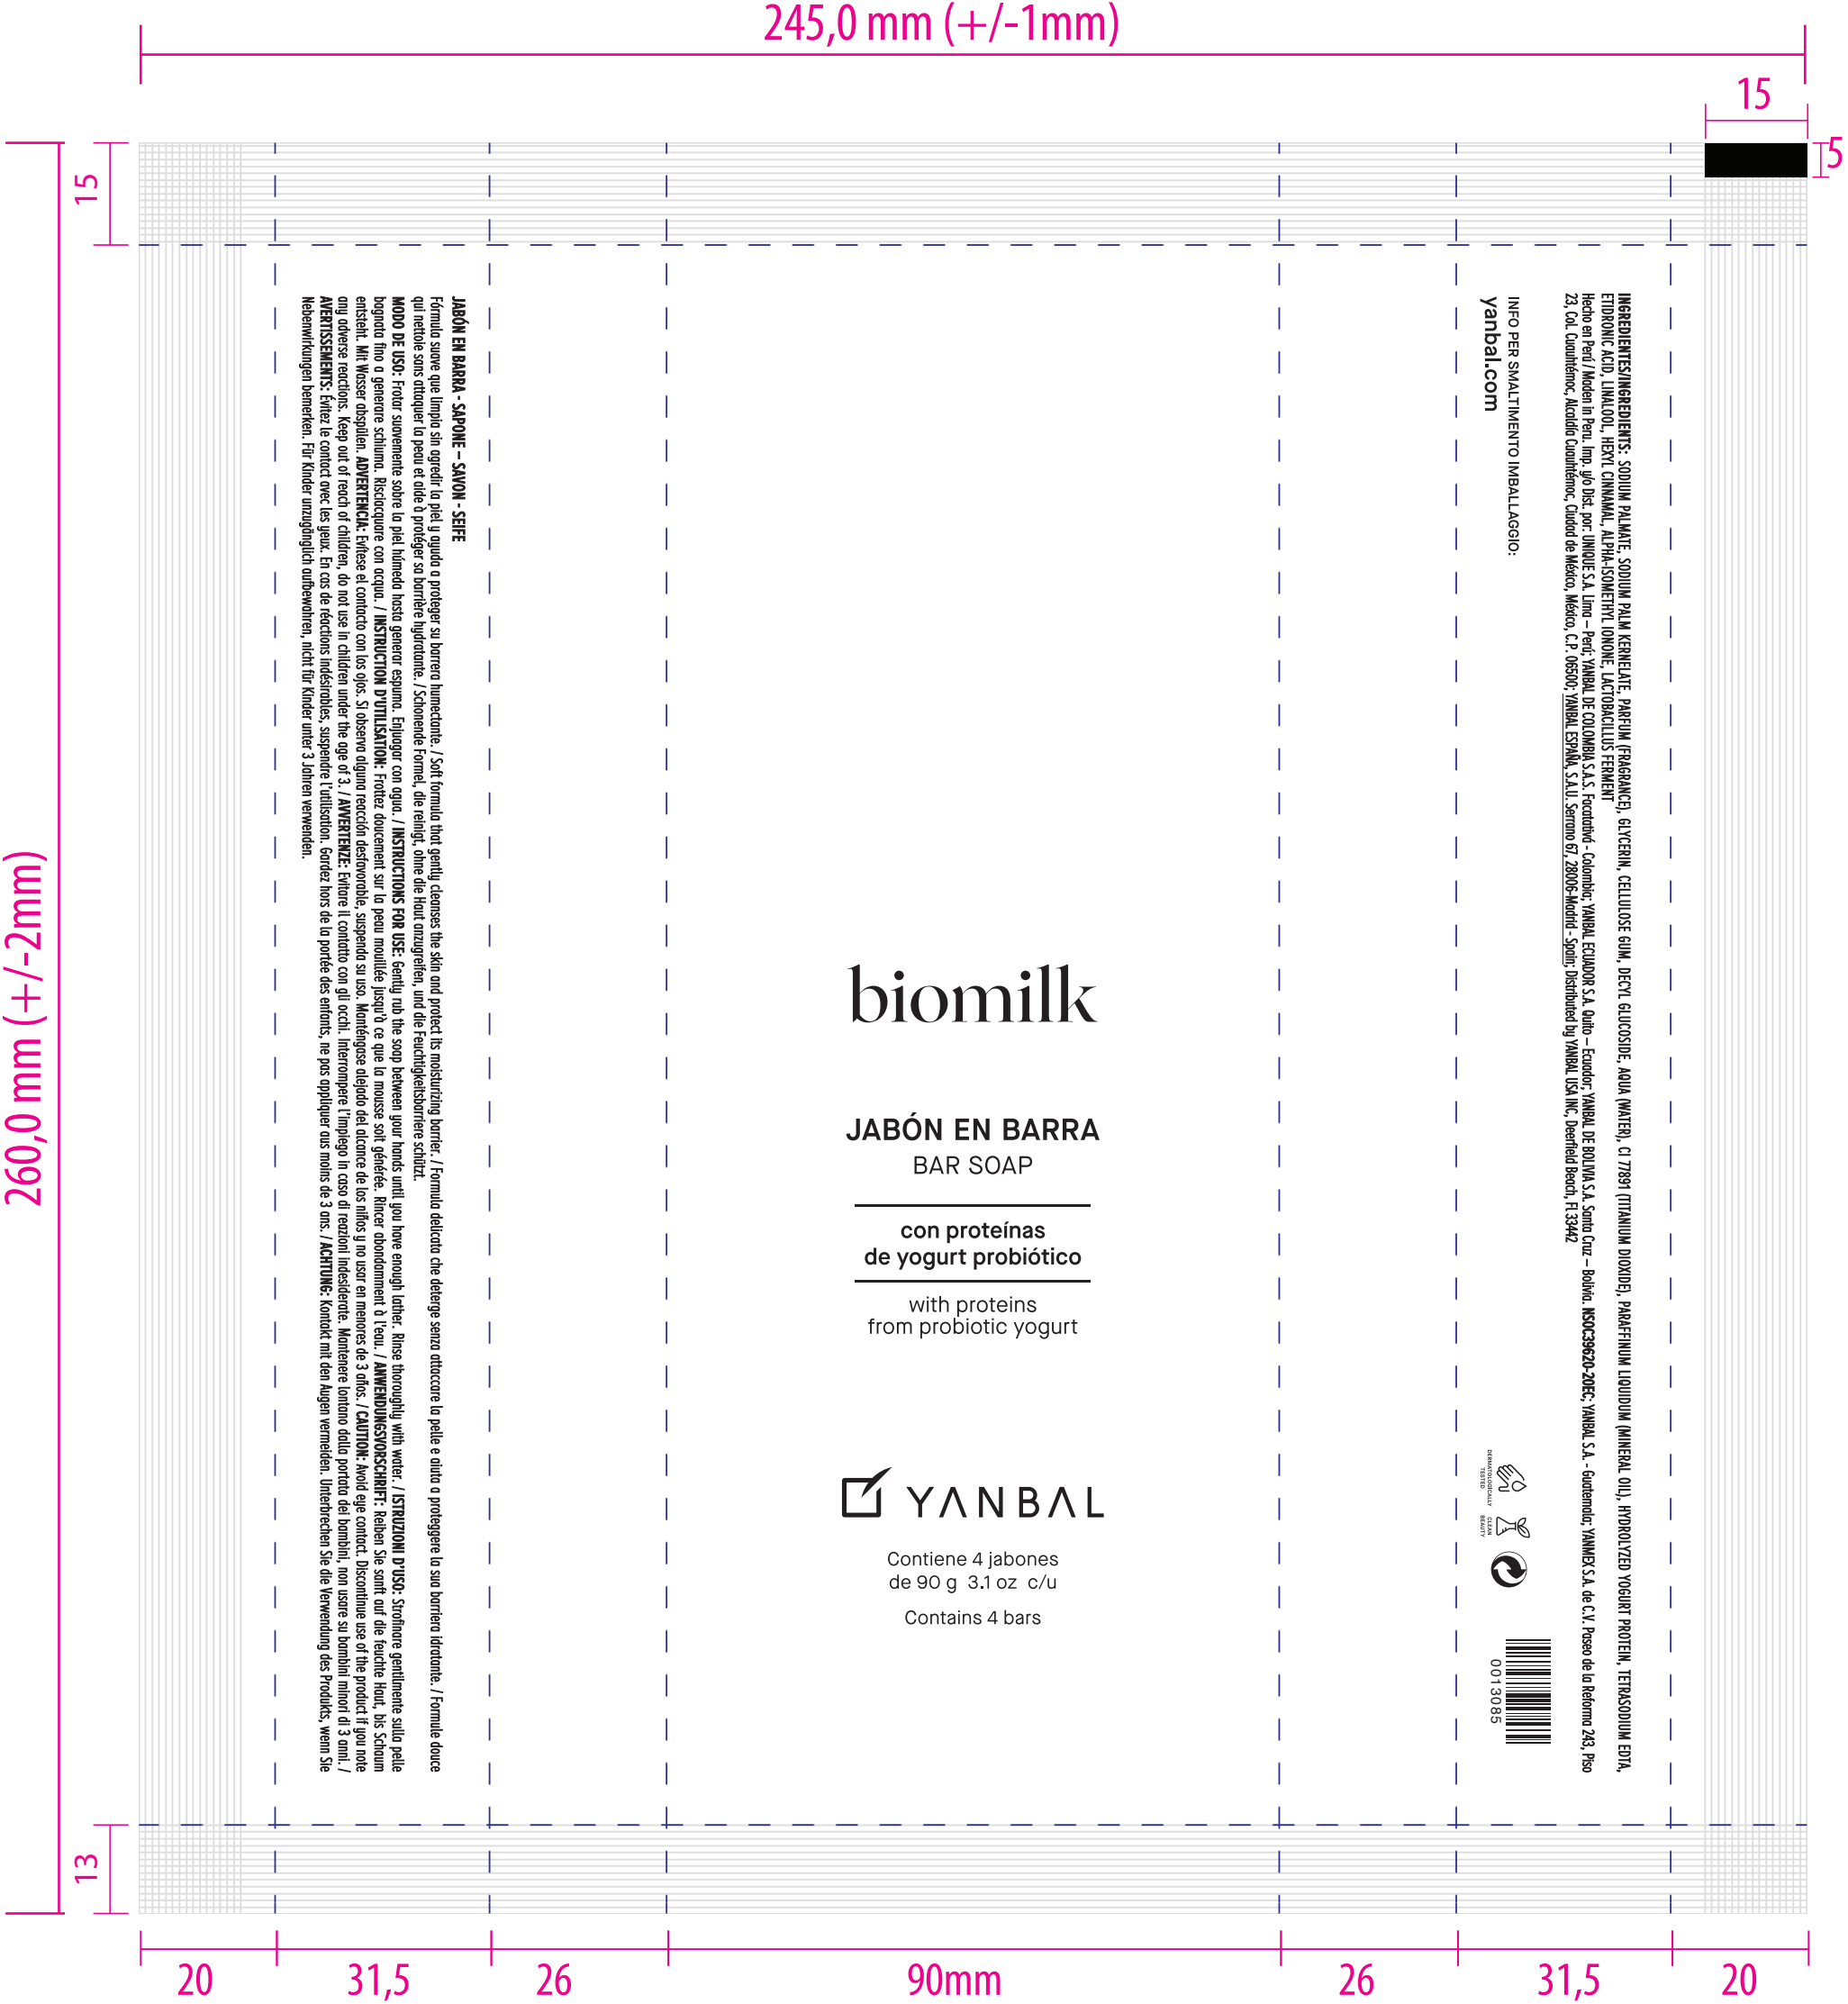 245,0 mm (+/-1mm)
15
5
15
260,0 mm (+/-2mm)
13
JABÓN EN BARRA - SAPONE – SAVON - SEIFE
Fórmula suave que limpia sin agredir la piel y ayuda a proteger su barrera humectante. / Soft formula that gently cleanses the skin and protect its moisturizing barrier. / Formula delicata che deterge senza attaccare la pelle e aiuta a proteggere la sua barriera idratante. / Formule douce
qui nettoie sans attaquer la peau et aide à protéger sa barrière hydratante. / Schonende Formel, die reinigt, ohne die Haut anzugreifen, und die Feuchtigkeitsbarriere schützt.
MODO DE USO: Frotar suavemente sobre la piel húmeda hasta generar espuma. Enjuagar con agua. / INSTRUCTIONS FOR USE: Gently rub the soap between your hands until you have enough lather. Rinse thoroughly with water. / ISTRUZIONI D'USO: Strofinare gentilmente sulla pelle
bagnata fino a generare schiuma. Risciacquare con acqua. / INSTRUCTION D'UTILISATION: Frottez doucement sur la peau mouillée jusqu'à ce que la mousse soit générée. Rincer abondamment à l'eau. / ANWENDUNGSVORSCHRIFT: Reiben Sie sanft auf die feuchte Haut, bis Schaum
entsteht. Mit Wasser abspülen. ADVERTENCIA: Evítese el contacto con los ojos. Si observa alguna reacción desfavorable, suspenda su uso. Manténgase alejado del alcance de los niños y no usar en menores de 3 años. / CAUTION: Avoid eye contact. Discontinue use of the product if you note
any adverse reactions. Keep out of reach of children, do not use in children under the age of 3. / AVVERTENZE: Evitare il contatto con gli occhi. Interrompere l'impiego in caso di reazioni indesiderate. Mantenere lontano dalla portata dei bambini, non usare su bambini minori di 3 anni. /
AVERTISSEMENTS: Évitez le contact avec les yeux. En cas de réactions indésirables, suspendre l'utilisation. Gardez hors de la portée des enfants, ne pas appliquer aus moins de 3 ans. / ACHTUNG: Kontakt mit den Augen vermeiden. Unterbrechen Sie die Verwendung des Produkts, wenn Sie
Nebenwirkungen bemerken. Für Kinder unzugänglich aufbewahren, nicht für Kinder unter 3 Jahren verwenden.
biomilk
JABÓN EN BARRA
BAR SOAP
con proteínas
de yogurt probiótico
with proteins
from probiotic yogurt
YANBAL
Contiene 4 jabones
de 90 g 3.1 oz c/u
Contains 4 bars
INGREDIENTES/INGREDIENTS: SODIUM PALMATE, SODIUM PALM KERNELATE, PARFUM (FRAGRANCE), GLYCERIN, CELLULOSE GUM, DECYL GLUCOSIDE, AQUA (WATER), CI 77891 (TITANIUM DIOXIDE), PARAFFINUM LIQUIDUM (MINERAL OIL), HYDROLYZED YOGURT PROTEIN, TETRASODIUM EDTA,
ETIDRONIC ACID, LINALOOL, HEXYL CINNAMAL, ALPHA-ISOMETHYL IONONE, LACTOBACILLUS FERMENT
Hecho en Perú / Maden in Peru. Imp. y/o Dist. por: UNIQUE S.A. Lima – Perú; YANBAL DE COLOMBIA S.A.S. Facatativá - Colombia; YANBAL ECUADOR S.A. Quito – Ecuador; YANBAL DE BOLIVIA S.A. Santa Cruz – Bolivia. NSOC39620-20EC; YANBAL S.A. - Guatemala; YANMEX S.A. de C.V. Paseo de la Reforma 243, Piso
23, Col. Cuauhtémoc, Alcaldía Cuauhtémoc, Ciudad de México, México, C.P. 06500; YANBAL ESPAÑA, S.A.U. Serrano 67, 28006-Madrid - Spain; Distributed by YANBAL USA INC, Deerfield Beach, Fl 33442
INFO PER SMALTIMENTO IMBALLAGGIO:
yanbal.com
DERMATOLOGICALLY
TESTED
CLEAN
BEAUTY
0013085
20
31,5
26
90mm
26
31,5
20